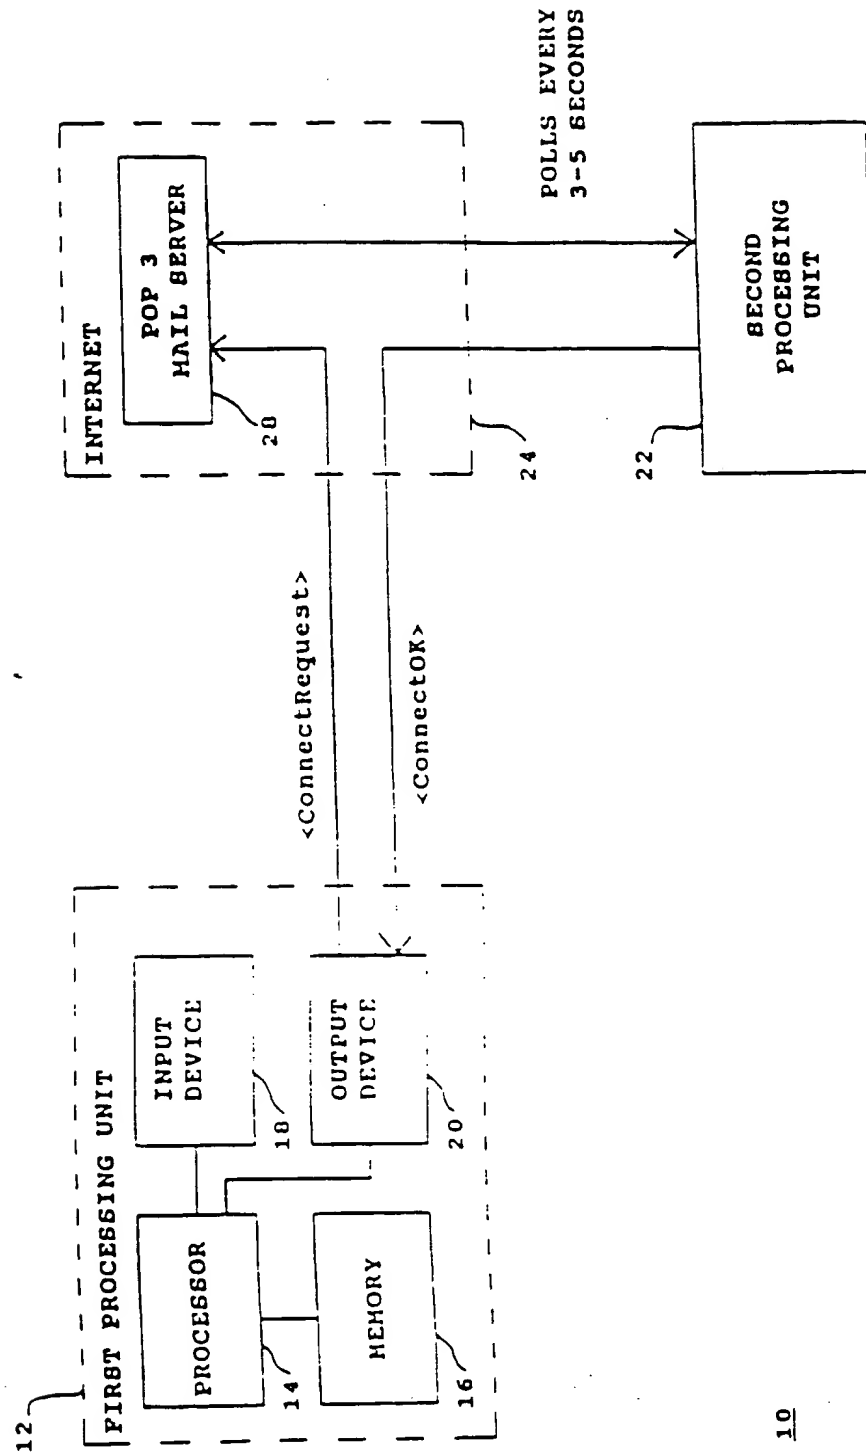 12
FIRST PROCESSING UNIT
PROCESSOR
14
MEMORY
16
INPUT
DEVICE
18
OUTPUT
DEVICE
20
<ConnectRequest>
<ConnectOK>
INTERNET
POP 3
MAIL SERVER
28
24
POLLS EVERY
3-5 SECONDS
SECOND
PROCESSING
UNIT
22
10